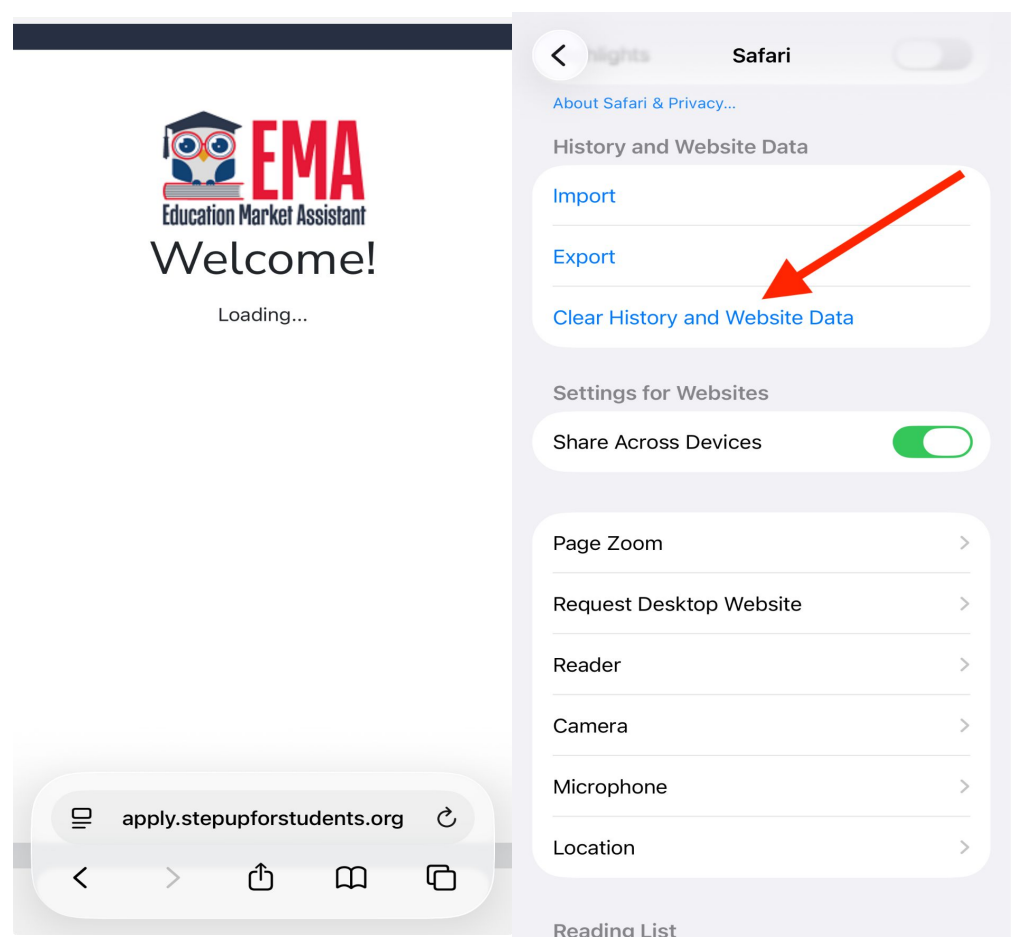 EMA
Education Market Assistant
Welcome!
Loading...
apply.stepupforstudents.org
Safari
About Safari & Privacy...
History and Website Data
Import
Export
Clear History and Website Data
Settings for Websites
Share Across Devices
Page Zoom
Request Desktop Website
Reader
Camera
Microphone
Location
Reading List